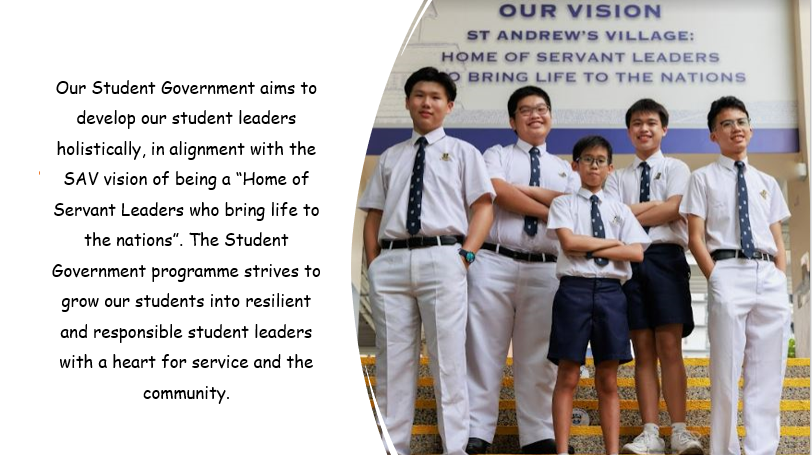 Our Student Government aims to
develop our student leaders
holistically, in alignment with the
SAV vision of being a “Home of
Servant Leaders who bring life to
the nations”. The Student
Government programme strives to
grow our students into resilient
and responsible student leaders
with a heart for service and the
community.
OUR VISION
ST ANDREW'S VILLAGE:
HOME OF SERVANT LEADERS
BRING LIFE TO THE NATIONS